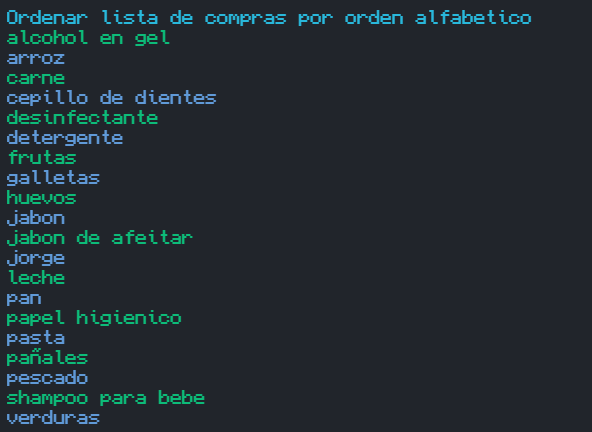 Ordenar lista de compras por orden alfabetico
alcohol en gel
arroz
carne
cepillo de dientes
desinfectante
detergente
frutas
galletas
huevos
jabon
jabon de afeitar
jorge
leche
pan
papel higienico
pasta
pañales
pescado
shampoo para bebe
verduras